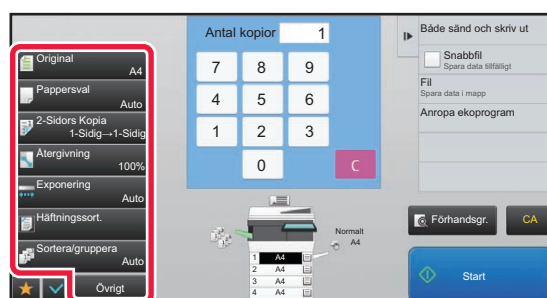 Original
A4
Pappersval
Auto
2-Sidors Kopia
1-Sidig→1-Sidig
Återgivning
100%
Exponering
Auto
Häftningssort.
Sortera/gruppera
Auto
Övrigt
Antal kopior 1
7 8 9
4 5 6
1 2 3
0 C
Normalt
A4
1 A4
2 A4
3 A4
4 A4
Både sänd och skriv ut
Snabbfil
Spara data tillfälligt
Fil
Spara data i mapp
Anropa ekoprogram
Förhandsgr.
CA
Start